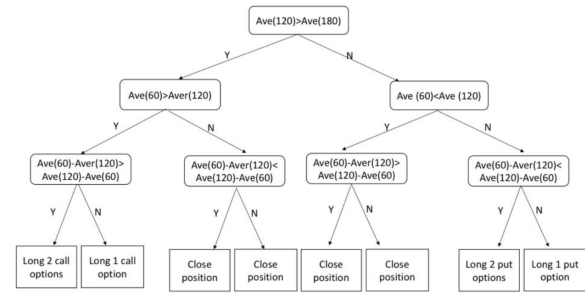 Ave(120)>Ave(180)
Y
N
Ave(60)>Aver(120)
Ave (60)<Ave (120)
Y
N
Y
N
Ave(60)-Aver(120)>
Ave(120)-Ave(60)
Ave(60)-Aver(120)<
Ave(120)-Ave(60)
Ave(60)-Aver(120)>
Ave(120)-Ave(60)
Ave(60)-Aver(120)<
Ave(120)-Ave(60)
Y
N
Y
N
Y
N
Y
N
Long 2 call
options
Long 1 call
option
Close
position
Close
position
Close
position
Close
position
Long 2 put
options
Long 1 put
option